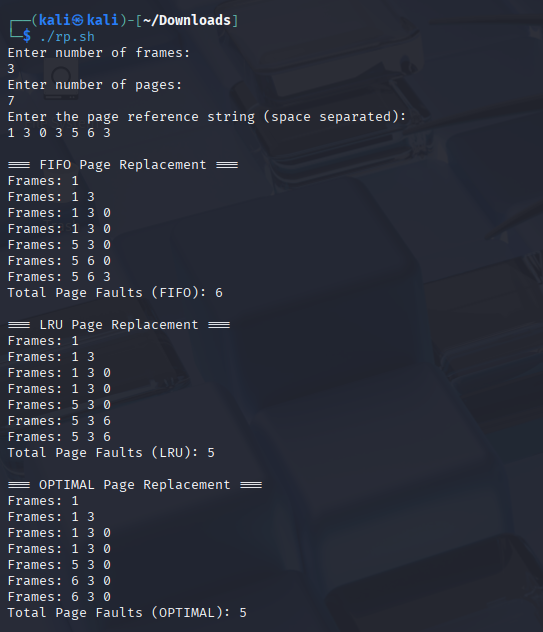 ┌──(kali㉿kali)-[~/Downloads]
└─$ ./rp.sh
Enter number of frames:
3
Enter number of pages:
7
Enter the page reference string (space separated):
1 3 0 3 5 6 3
=== FIFO Page Replacement ===
Frames: 1
Frames: 1 3
Frames: 1 3 0
Frames: 1 3 0
Frames: 5 3 0
Frames: 5 6 0
Frames: 5 6 3
Total Page Faults (FIFO): 6
=== LRU Page Replacement ===
Frames: 1
Frames: 1 3
Frames: 1 3 0
Frames: 1 3 0
Frames: 5 3 0
Frames: 5 3 6
Frames: 5 3 6
Total Page Faults (LRU): 5
=== OPTIMAL Page Replacement ===
Frames: 1
Frames: 1 3
Frames: 1 3 0
Frames: 1 3 0
Frames: 5 3 0
Frames: 6 3 0
Frames: 6 3 0
Total Page Faults (OPTIMAL): 5